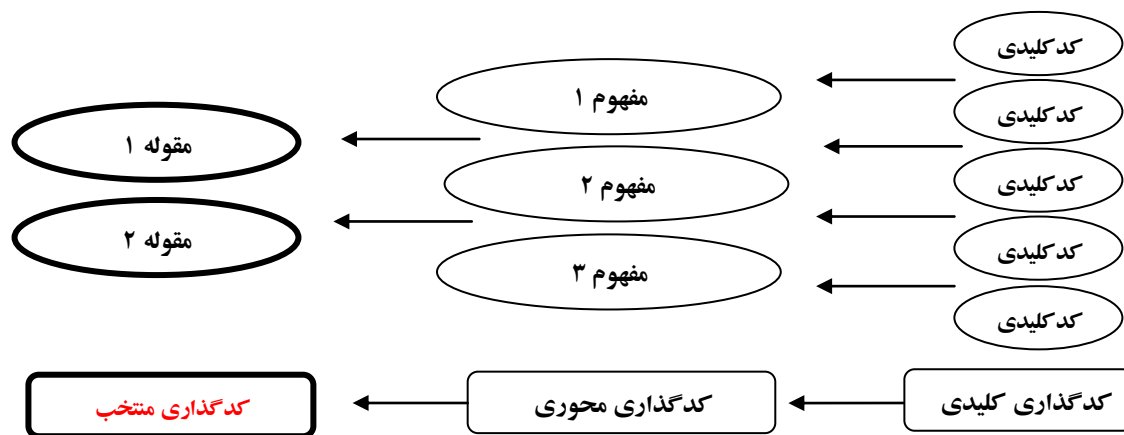 کدکلیدی
کدکلیدی
کدکلیدی
کدکلیدی
کدکلیدی
مفهوم ۱
مفهوم ۲
مفهوم ۳
مقوله ۱
مقوله ۲
کدگذاری کلیدی
کدگذاری محوری
کدگذاری منتخب